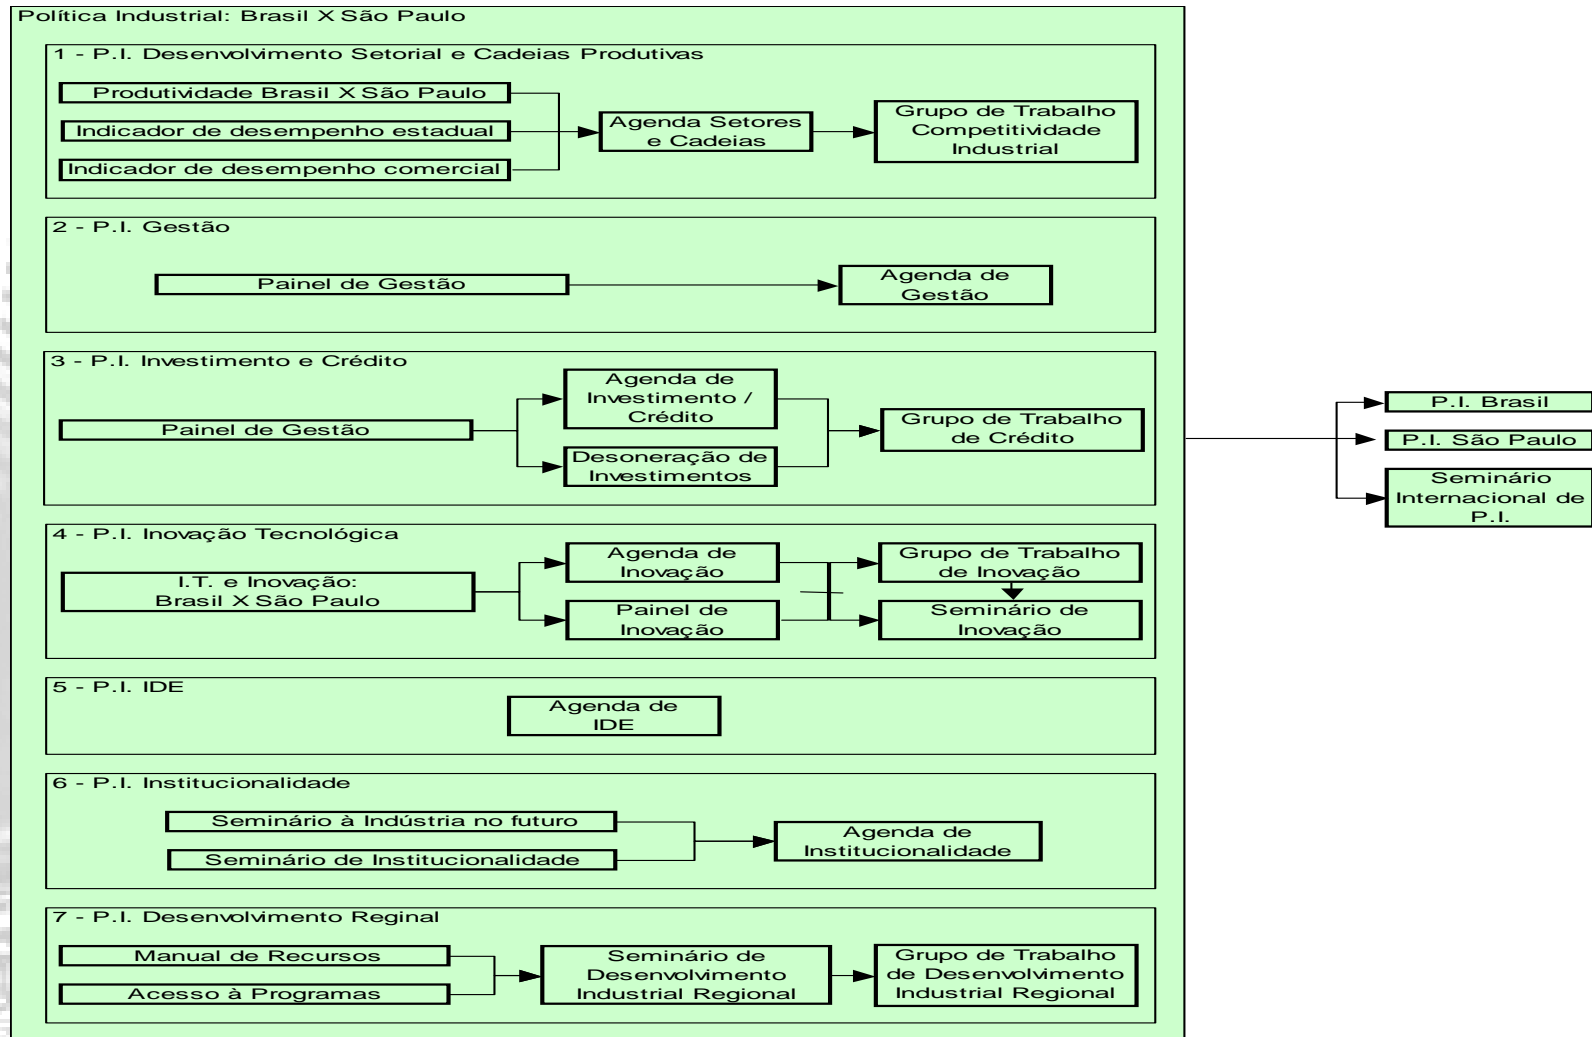 Política Industrial: Brasil X São Paulo
1 - P.I. Desenvolvimento Setorial e Cadeias Produtivas
Produtividade Brasil X São Paulo
Indicador de desempenho estadual
Indicador de desempenho comercial
Agenda Setores
e Cadeias
Grupo de Trabalho
Competitividade
Industrial
2 - P.I. Gestão
Painel de Gestão
Agenda de
Gestão
3 - P.I. Investimento e Crédito
Painel de Gestão
Agenda de
Investimento /
Crédito
Desoneração de
Investimentos
Grupo de Trabalho
de Crédito
4 - P.I. Inovação Tecnológica
I.T. e Inovação:
Brasil X São Paulo
Agenda de
Inovação
Painel de
Inovação
Grupo de Trabalho
de Inovação
Seminário de
Inovação
5 - P.I. IDE
Agenda de
IDE
6 - P.I. Institucionalidade
Seminário à Indústria no futuro
Seminário de Institucionalidade
Agenda de
Institucionalidade
7 - P.I. Desenvolvimento Reginal
Manual de Recursos
Acesso à Programas
Seminário de
Desenvolvimento
Industrial Regional
Grupo de Trabalho
de Desenvolvimento
Industrial Regional
P.I. Brasil
P.I. São Paulo
Seminário
Internacional de
P.I.